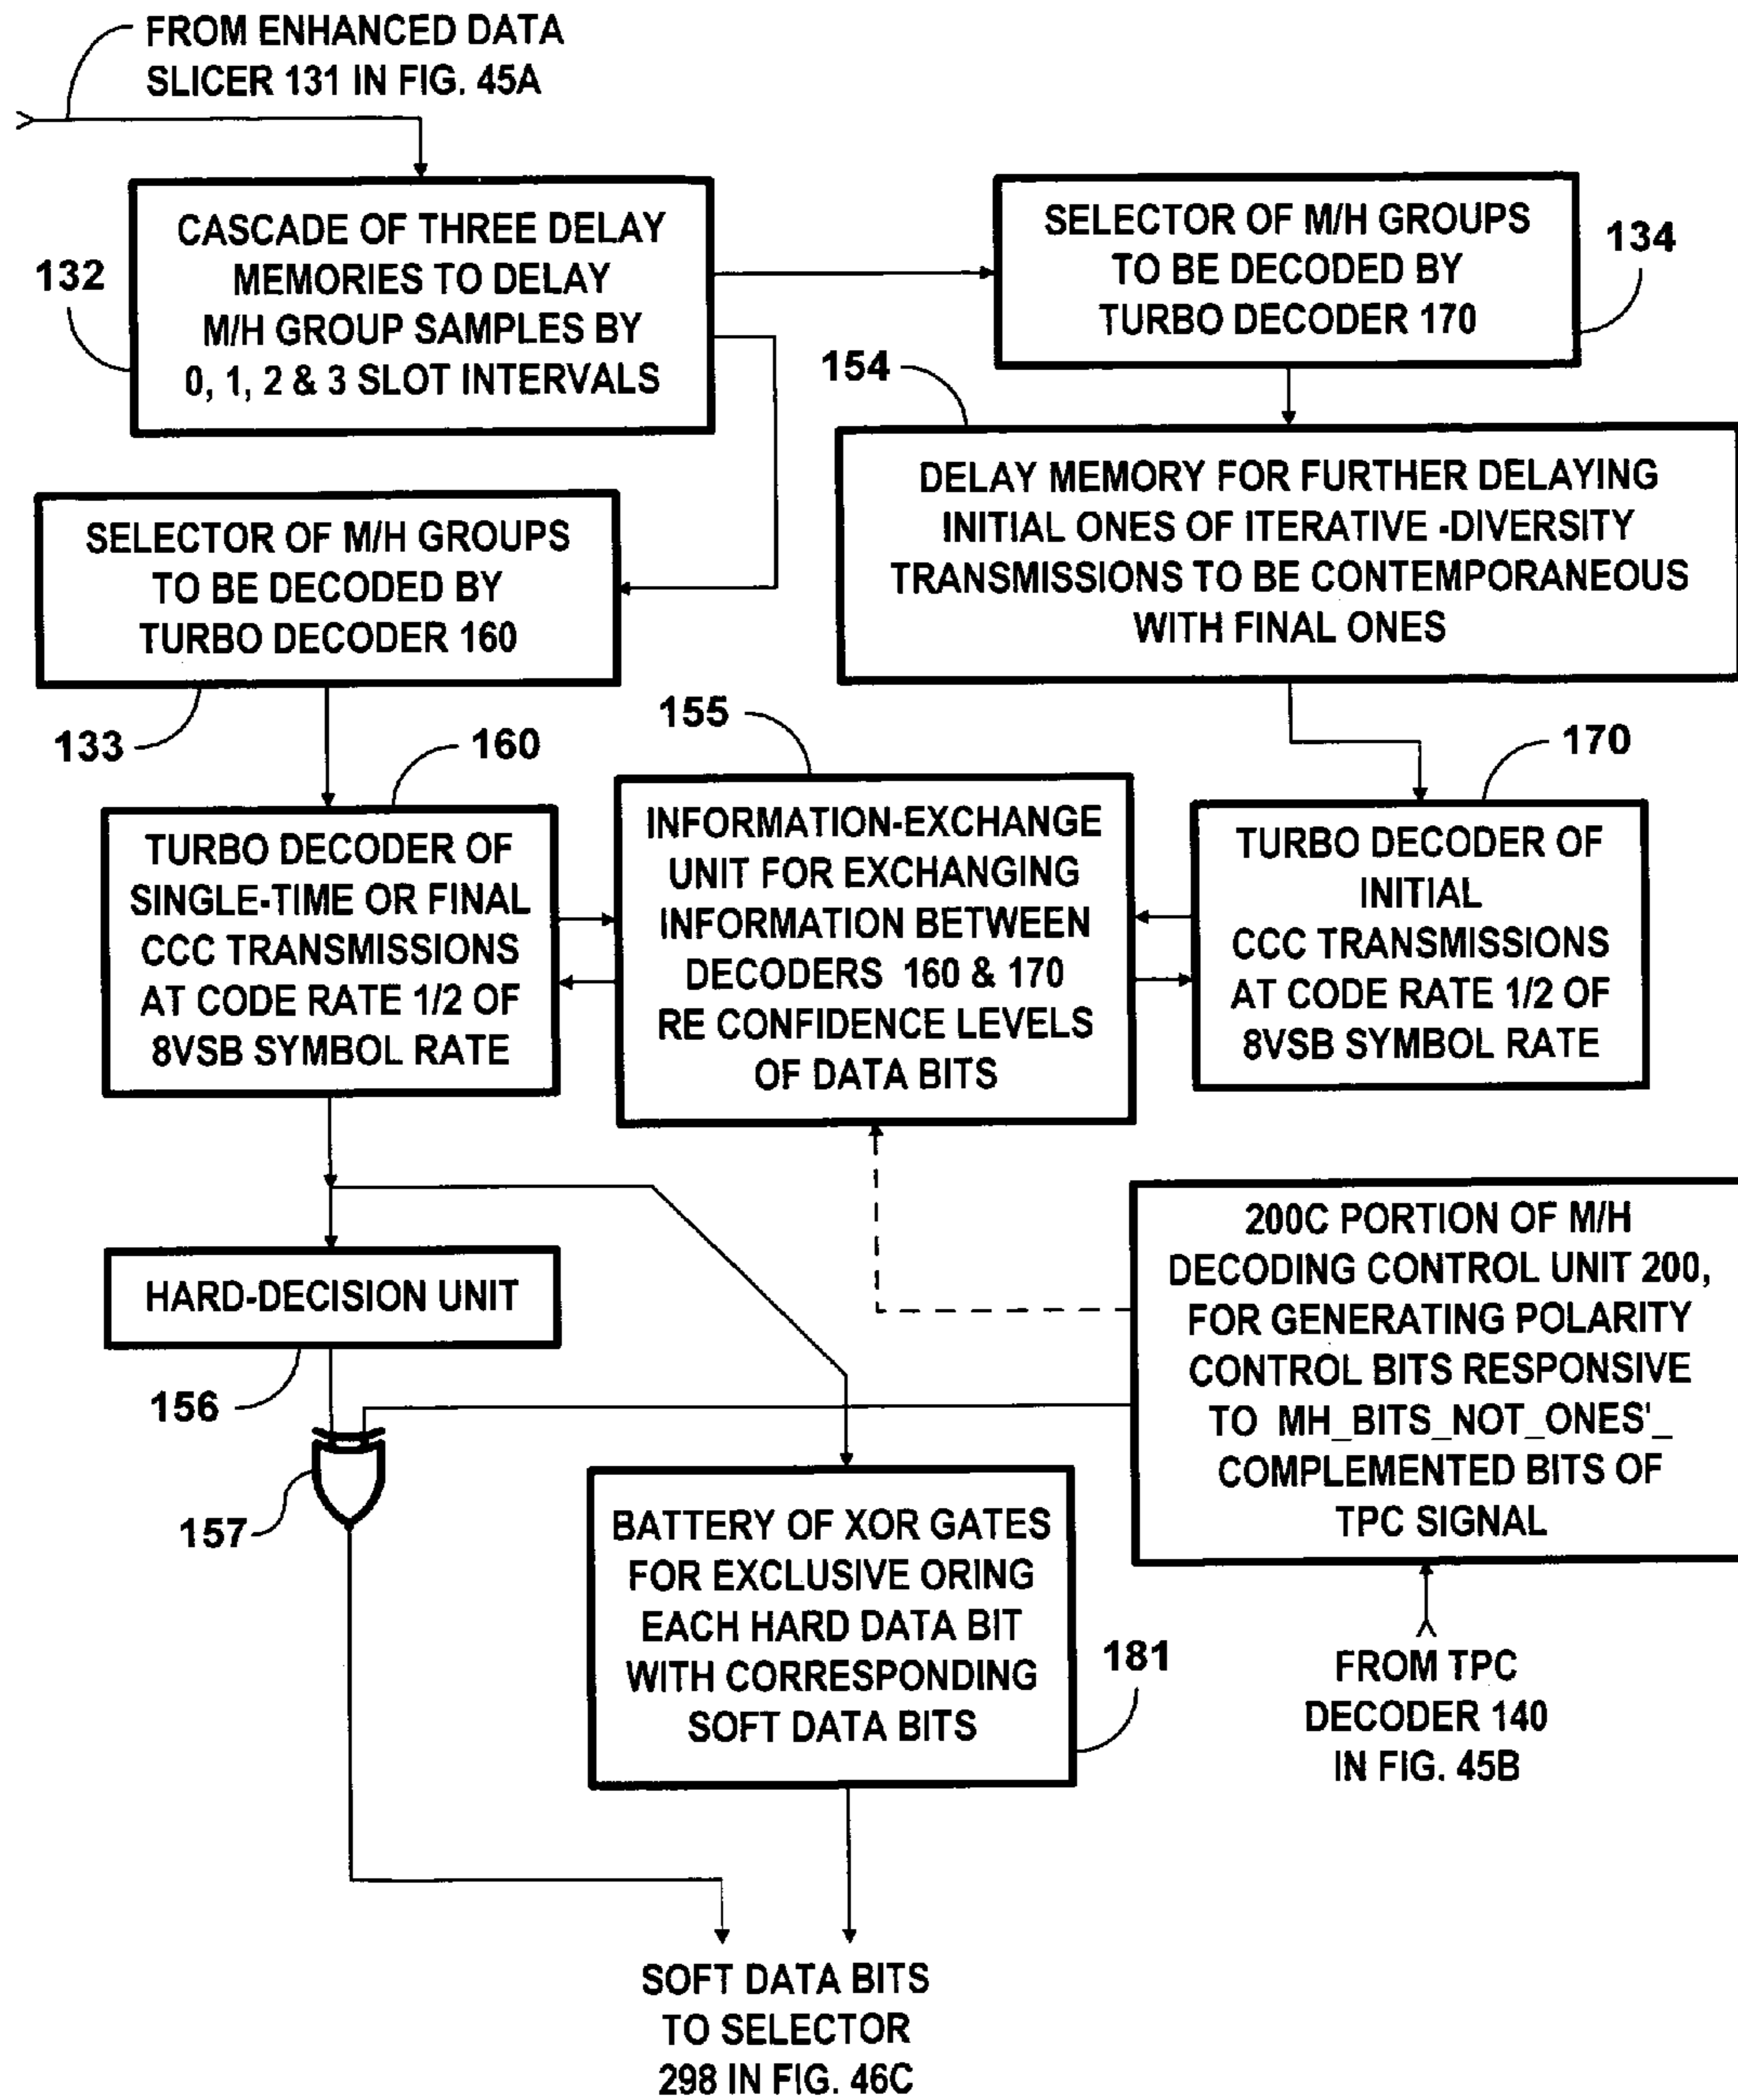 FROM ENHANCED DATA
SLICER 131 IN FIG. 45A
132
CASCADE OF THREE DELAY
MEMORIES TO DELAY
M/H GROUP SAMPLES BY
0, 1, 2 & 3 SLOT INTERVALS
SELECTOR OF M/H GROUPS
TO BE DECODED BY
TURBO DECODER 170
134
154
DELAY MEMORY FOR FURTHER DELAYING
INITIAL ONES OF ITERATIVE -DIVERSITY
TRANSMISSIONS TO BE CONTEMPORANEOUS
WITH FINAL ONES
SELECTOR OF M/H GROUPS
TO BE DECODED BY
TURBO DECODER 160
133
160
155
170
TURBO DECODER OF
SINGLE-TIME OR FINAL
CCC TRANSMISSIONS
AT CODE RATE 1/2 OF
8VSB SYMBOL RATE
INFORMATION-EXCHANGE
UNIT FOR EXCHANGING
INFORMATION BETWEEN
DECODERS 160 & 170
RE CONFIDENCE LEVELS
OF DATA BITS
TURBO DECODER OF
INITIAL
CCC TRANSMISSIONS
AT CODE RATE 1/2 OF
8VSB SYMBOL RATE
HARD-DECISION UNIT
156
157
200C PORTION OF M/H
DECODING CONTROL UNIT 200,
FOR GENERATING POLARITY
CONTROL BITS RESPONSIVE
TO MH_BITS_NOT_ONES'_
COMPLEMENTED BITS OF
TPC SIGNAL
BATTERY OF XOR GATES
FOR EXCLUSIVE ORING
EACH HARD DATA BIT
WITH CORRESPONDING
SOFT DATA BITS
181
FROM TPC
DECODER 140
IN FIG. 45B
SOFT DATA BITS
TO SELECTOR
298 IN FIG. 46C